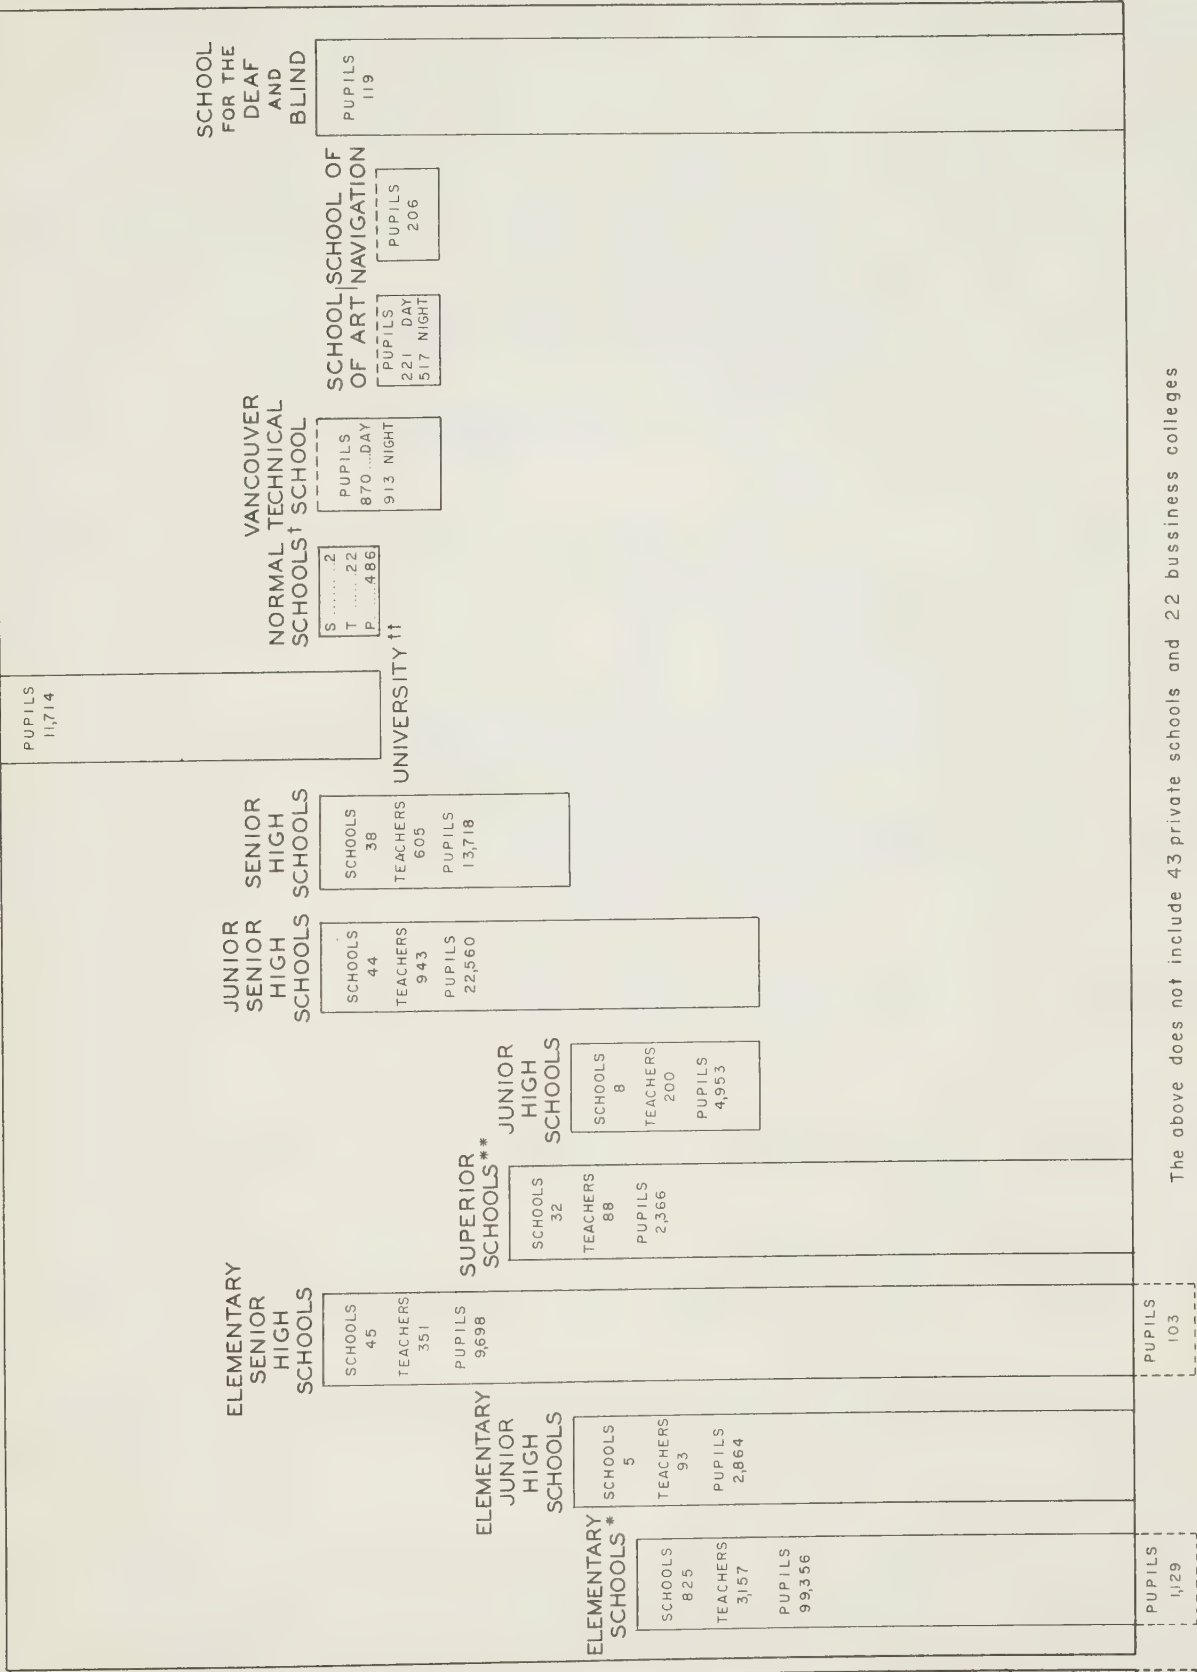 ELEMENTARY
SCHOOLS *
SCHOOLS
825
TEACHERS
3,157
PUPILS
99,356
PUPILS
1,129
ELEMENTARY
JUNIOR
HIGH
SCHOOLS
SCHOOLS
5
TEACHERS
93
PUPILS
2,864
ELEMENTARY
SENIOR
HIGH
SCHOOLS
SCHOOLS
45
TEACHERS
351
PUPILS
9,698
PUPILS
103
SUPERIOR
SCHOOLS **
SCHOOLS
32
TEACHERS
88
PUPILS
2,366
JUNIOR
HIGH
SCHOOLS
SCHOOLS
8
TEACHERS
200
PUPILS
4,953
JUNIOR
SENIOR
HIGH
SCHOOLS
SCHOOLS
44
TEACHERS
943
PUPILS
22,560
SENIOR
HIGH
SCHOOLS
SCHOOLS
38
TEACHERS
605
PUPILS
13,718
PUPILS
11,714
UNIVERSITY ††
NORMAL
SCHOOLS †
S ....... 2
T ..... 22
P. .... 486
VANCOUVER
TECHNICAL
SCHOOL
PUPILS
870 ... DAY
913 NIGHT
SCHOOL
OF ART
PUPILS
221 DAY
517 NIGHT
SCHOOL OF
NAVIGATION
PUPILS
206
SCHOOL
FOR THE
DEAF
AND
BLIND
PUPILS
119
The above does not include 43 private schools and 22 bussiness colleges